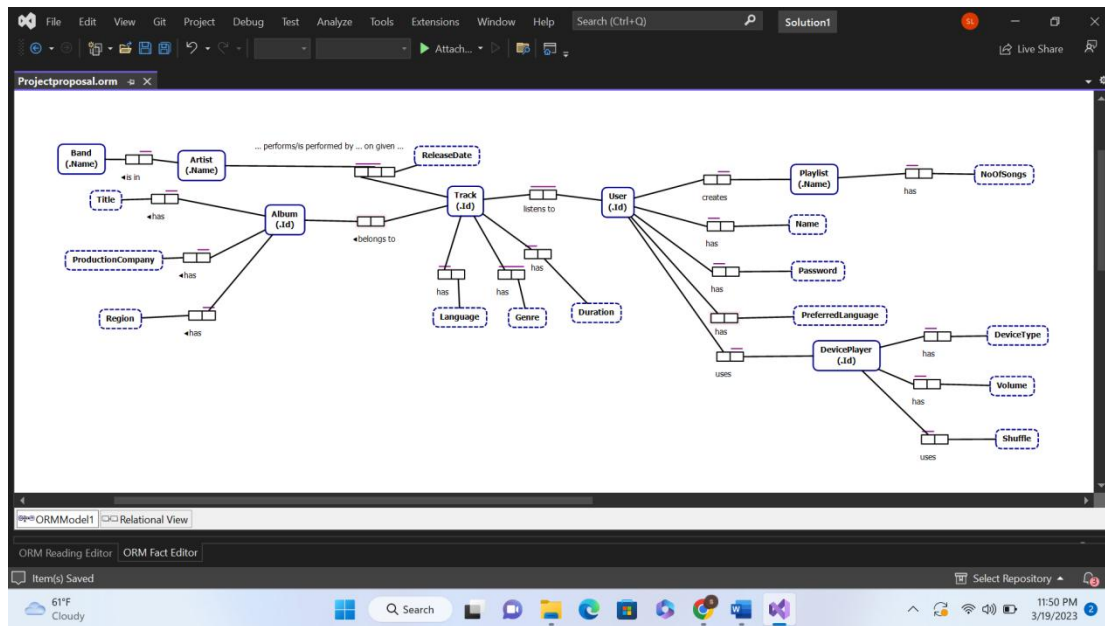 File Edit View Git Project Debug Test Analyze Tools Extensions Window Help Search (Ctrl+Q) Solution1 SL
Attach... Live Share
Projectproposal.orm
Band
(.Name)
◄is in
Artist
(.Name)
... performs/is performed by ... on given ...
ReleaseDate
Title
◄has
Album
(.Id)
◄belongs to
Track
(.Id)
listens to
User
(.Id)
creates
Playlist
(.Name)
has
NoOfSongs
has
Name
ProductionCompany
◄has
has
Password
Region
◄has
has
Language
has
Genre
has
Duration
has
PreferredLanguage
uses
DevicePlayer
(.Id)
has
DeviceType
has
Volume
uses
Shuffle
ORMModel1 Relational View
ORM Reading Editor ORM Fact Editor
Item(s) Saved Select Repository 3
61°F
Cloudy
Search
11:50 PM
3/19/2023 2